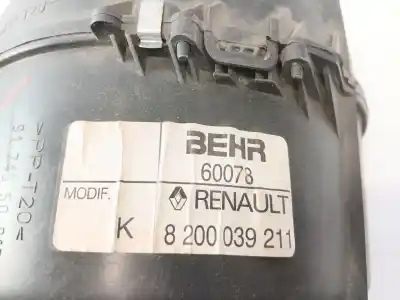 BEHR
60078
MODIF.
RENAULT
K 8 200 039 211
>PP-T20<